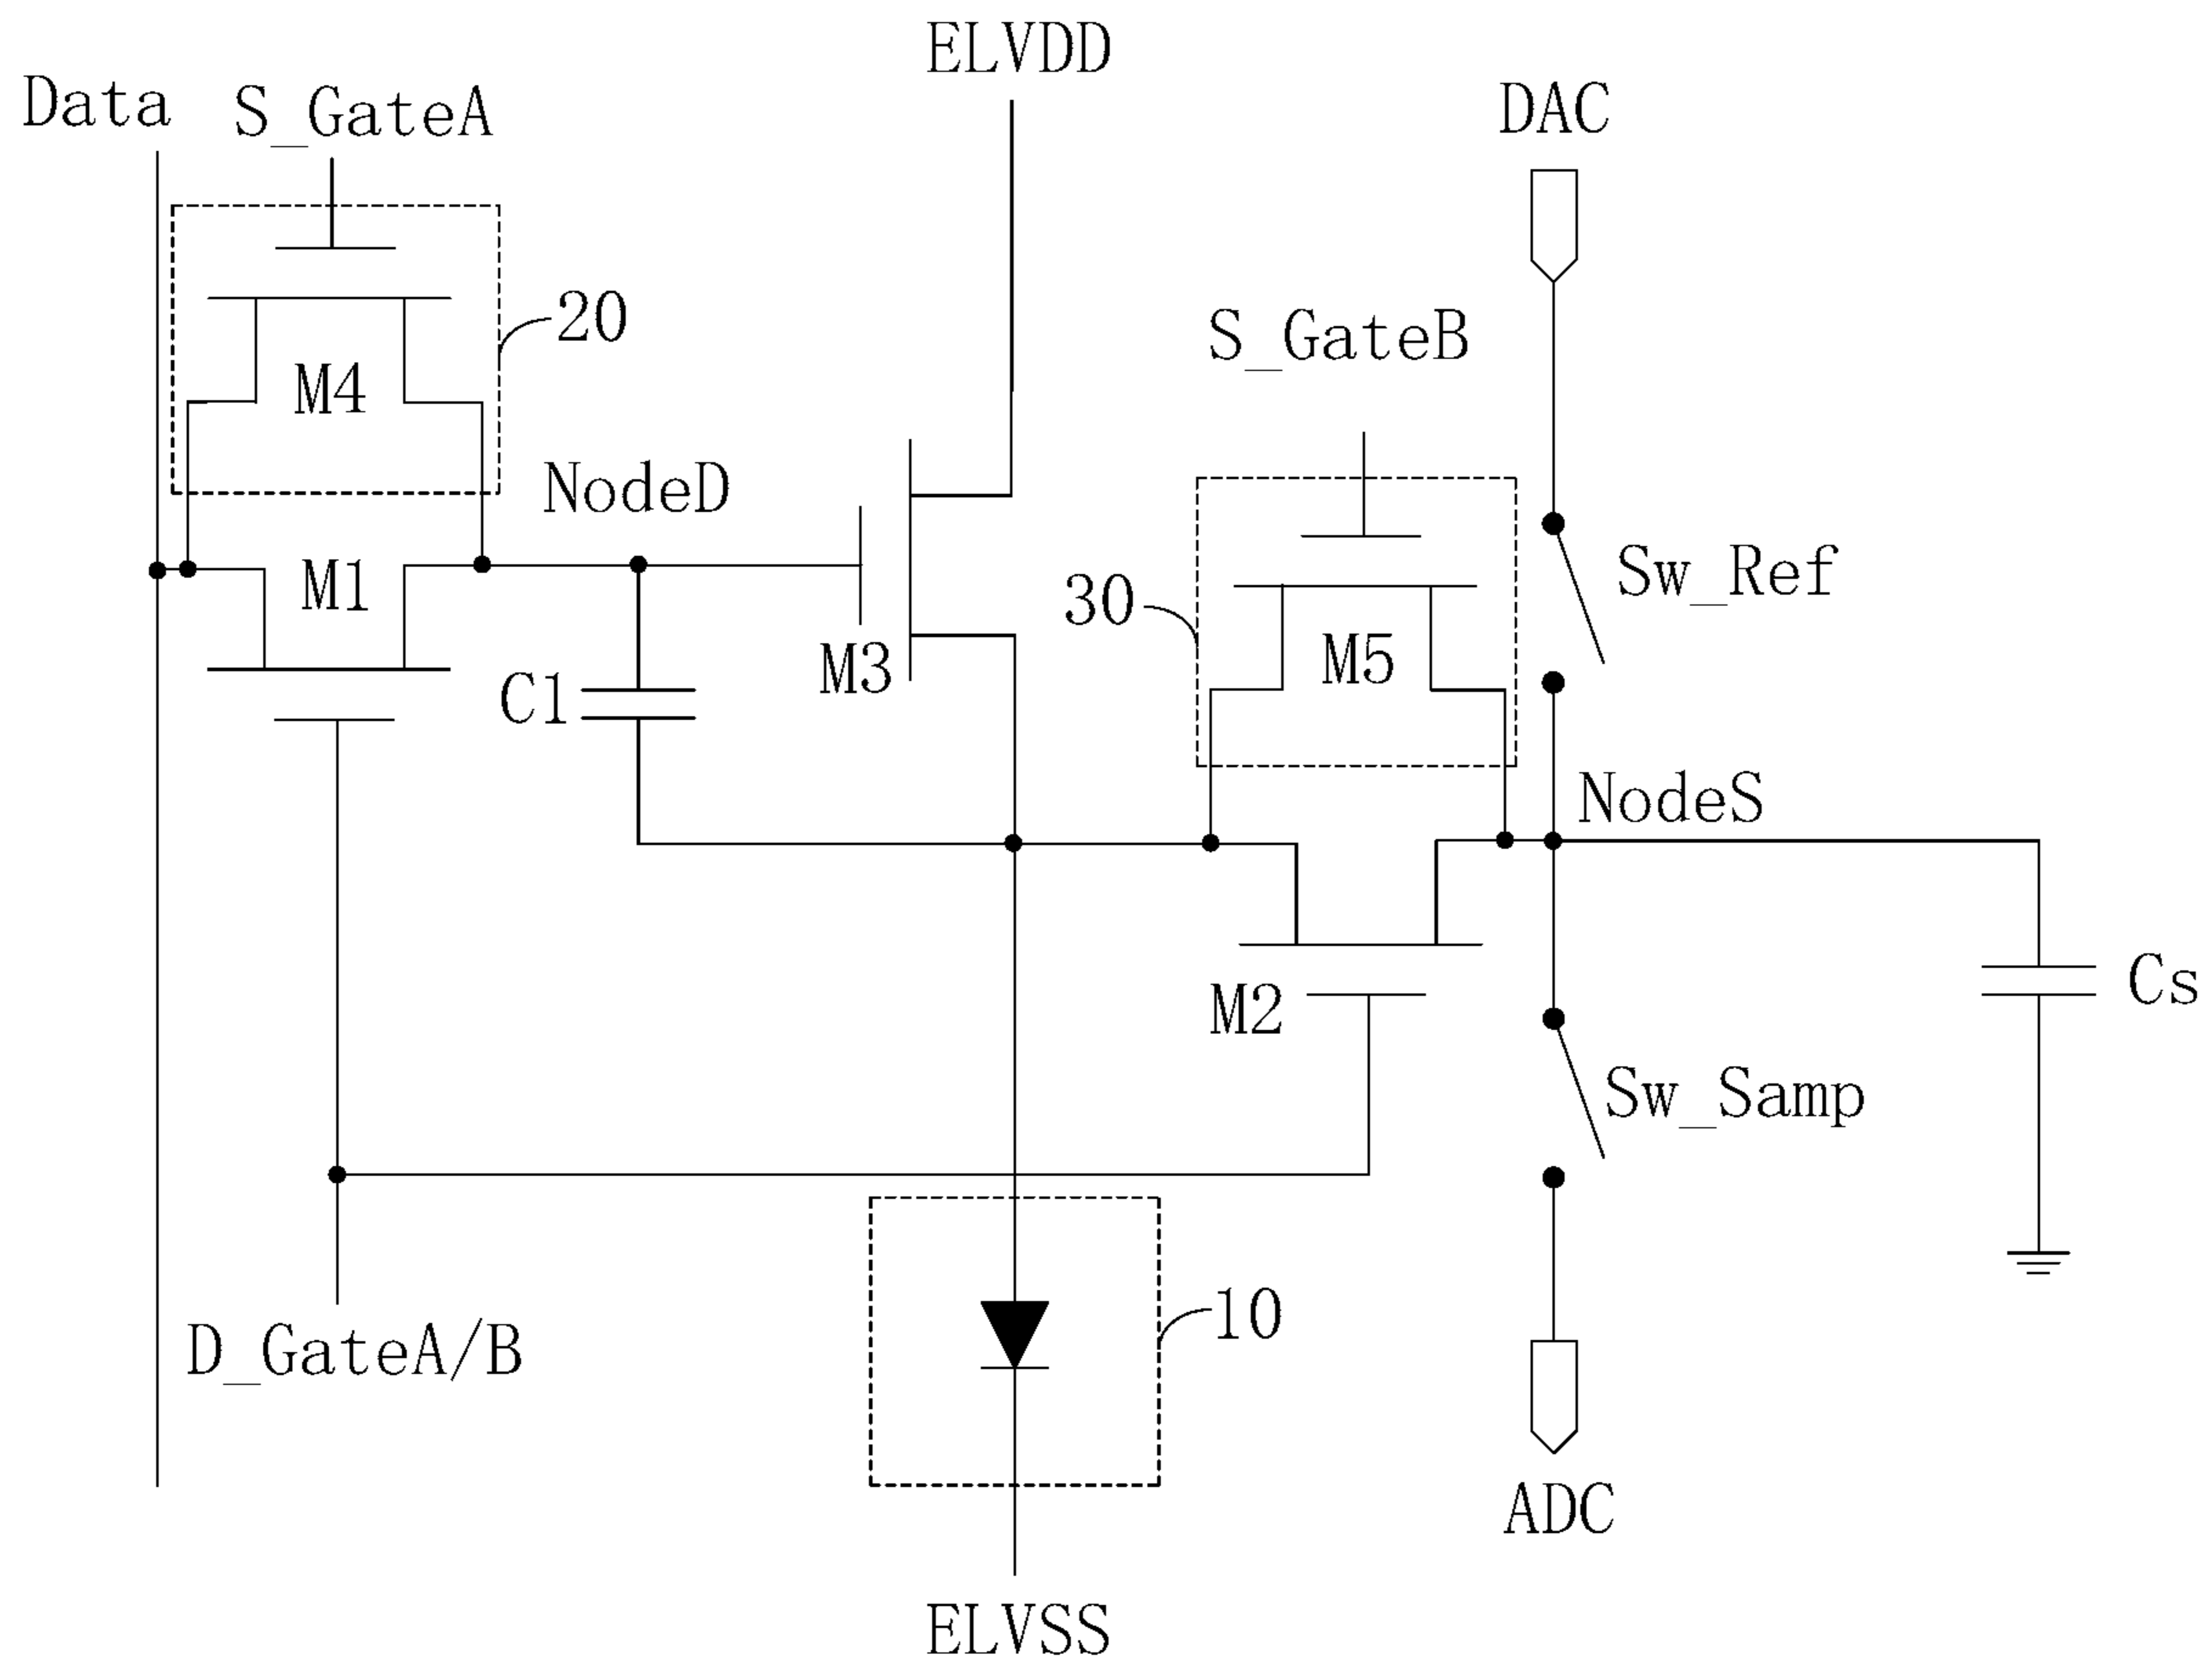 ELVDD
Data
S_GateA
DAC
20
S_GateB
M4
NodeD
Sw_Ref
M1
30
M5
M3
C1
NodeS
Cs
M2
Sw_Samp
10
D_GateA/B
ADC
ELVSS